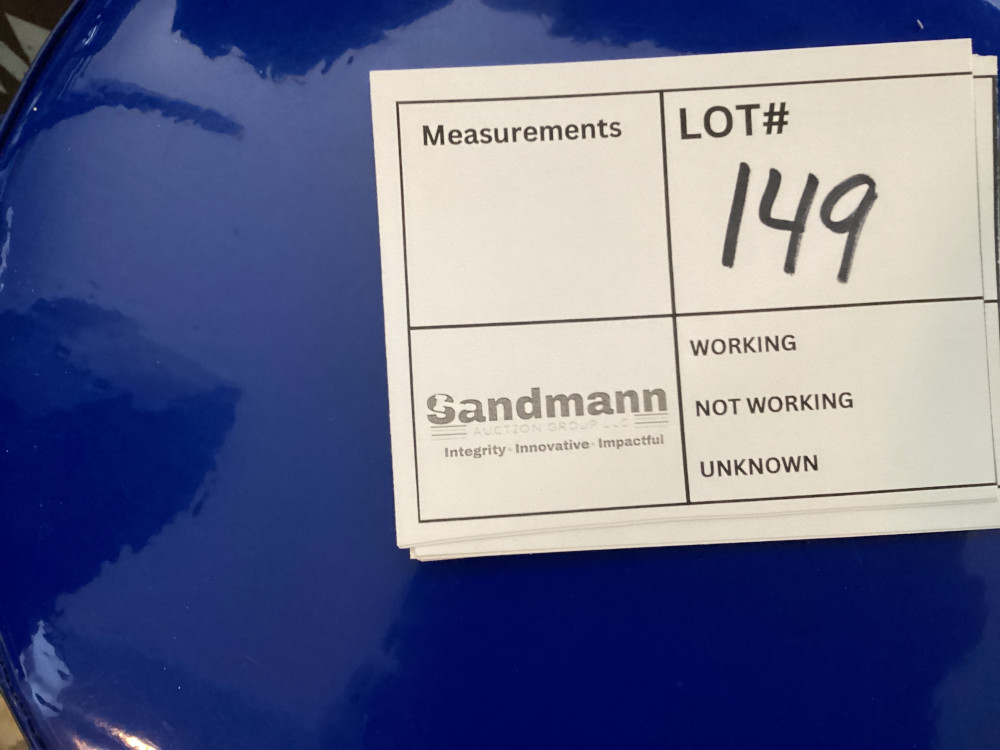 Measurements
LOT#
149
Sandmann
AUCTION GROUP LLC
Integrity Innovative Impactful
WORKING
NOT WORKING
UNKNOWN